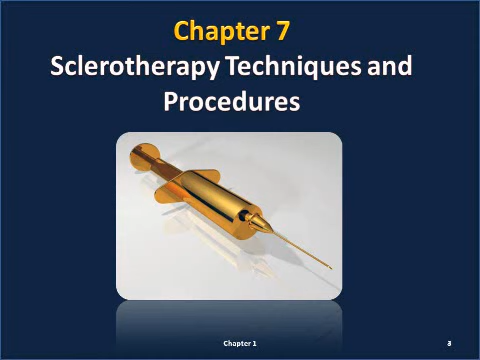 Chapter 7
Sclerotherapy Techniques and
Procedures
Chapter 1
3